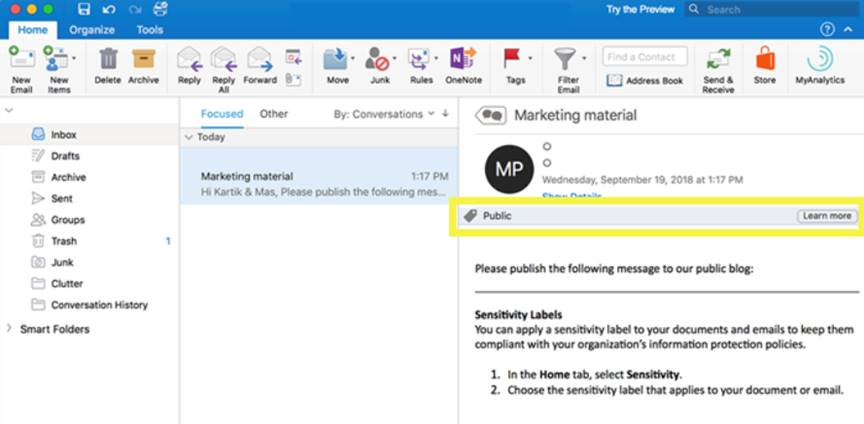 Try the Preview
Search
Home Organize Tools
New Email
New Items
Delete
Archive
Reply
Reply All
Forward
Move
Junk
Rules
OneNote
Tags
Filter Email
Find a Contact
Address Book
Send & Receive
Store
MyAnalytics
Inbox
Drafts
Archive
Sent
Groups
Trash 1
Junk
Clutter
Conversation History
Smart Folders
Focused Other By: Conversations
Today
Marketing material 1:17 PM
Hi Kartik & Mas, Please publish the following mes...
Marketing material
MP
Wednesday, September 19, 2018 at 1:17 PM
Show Details
Public Learn more
Please publish the following message to our public blog:
Sensitivity Labels
You can apply a sensitivity label to your documents and emails to keep them
compliant with your organization's information protection policies.
1. In the Home tab, select Sensitivity.
2. Choose the sensitivity label that applies to your document or email.